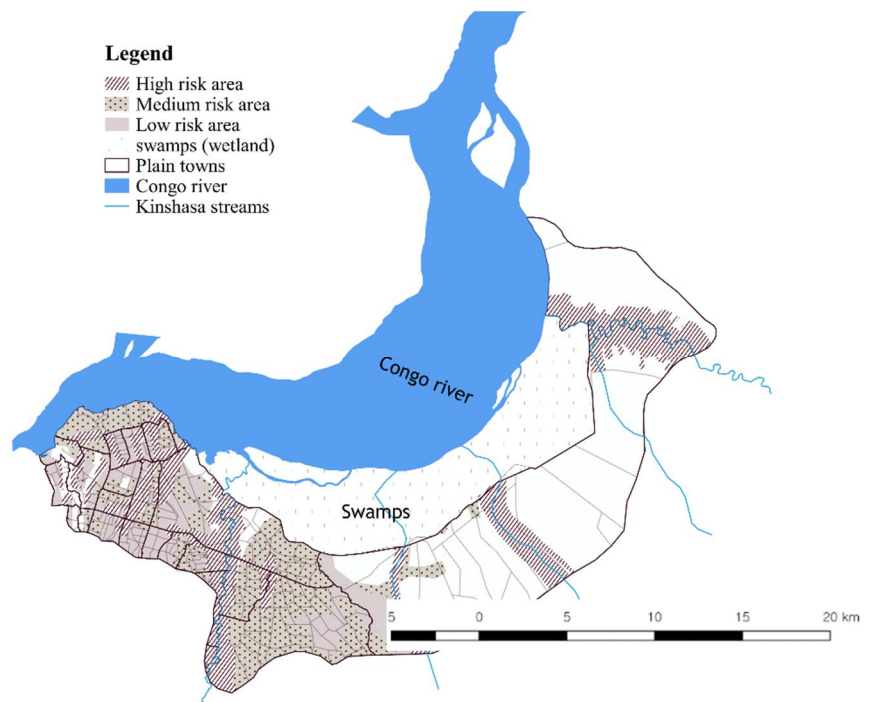 Legend
High risk area
Medium risk area
Low risk area
swamps (wetland)
Plain towns
Congo river
Kinshasa streams
Congo river
Swamps
5 0 5 10 15 20 km